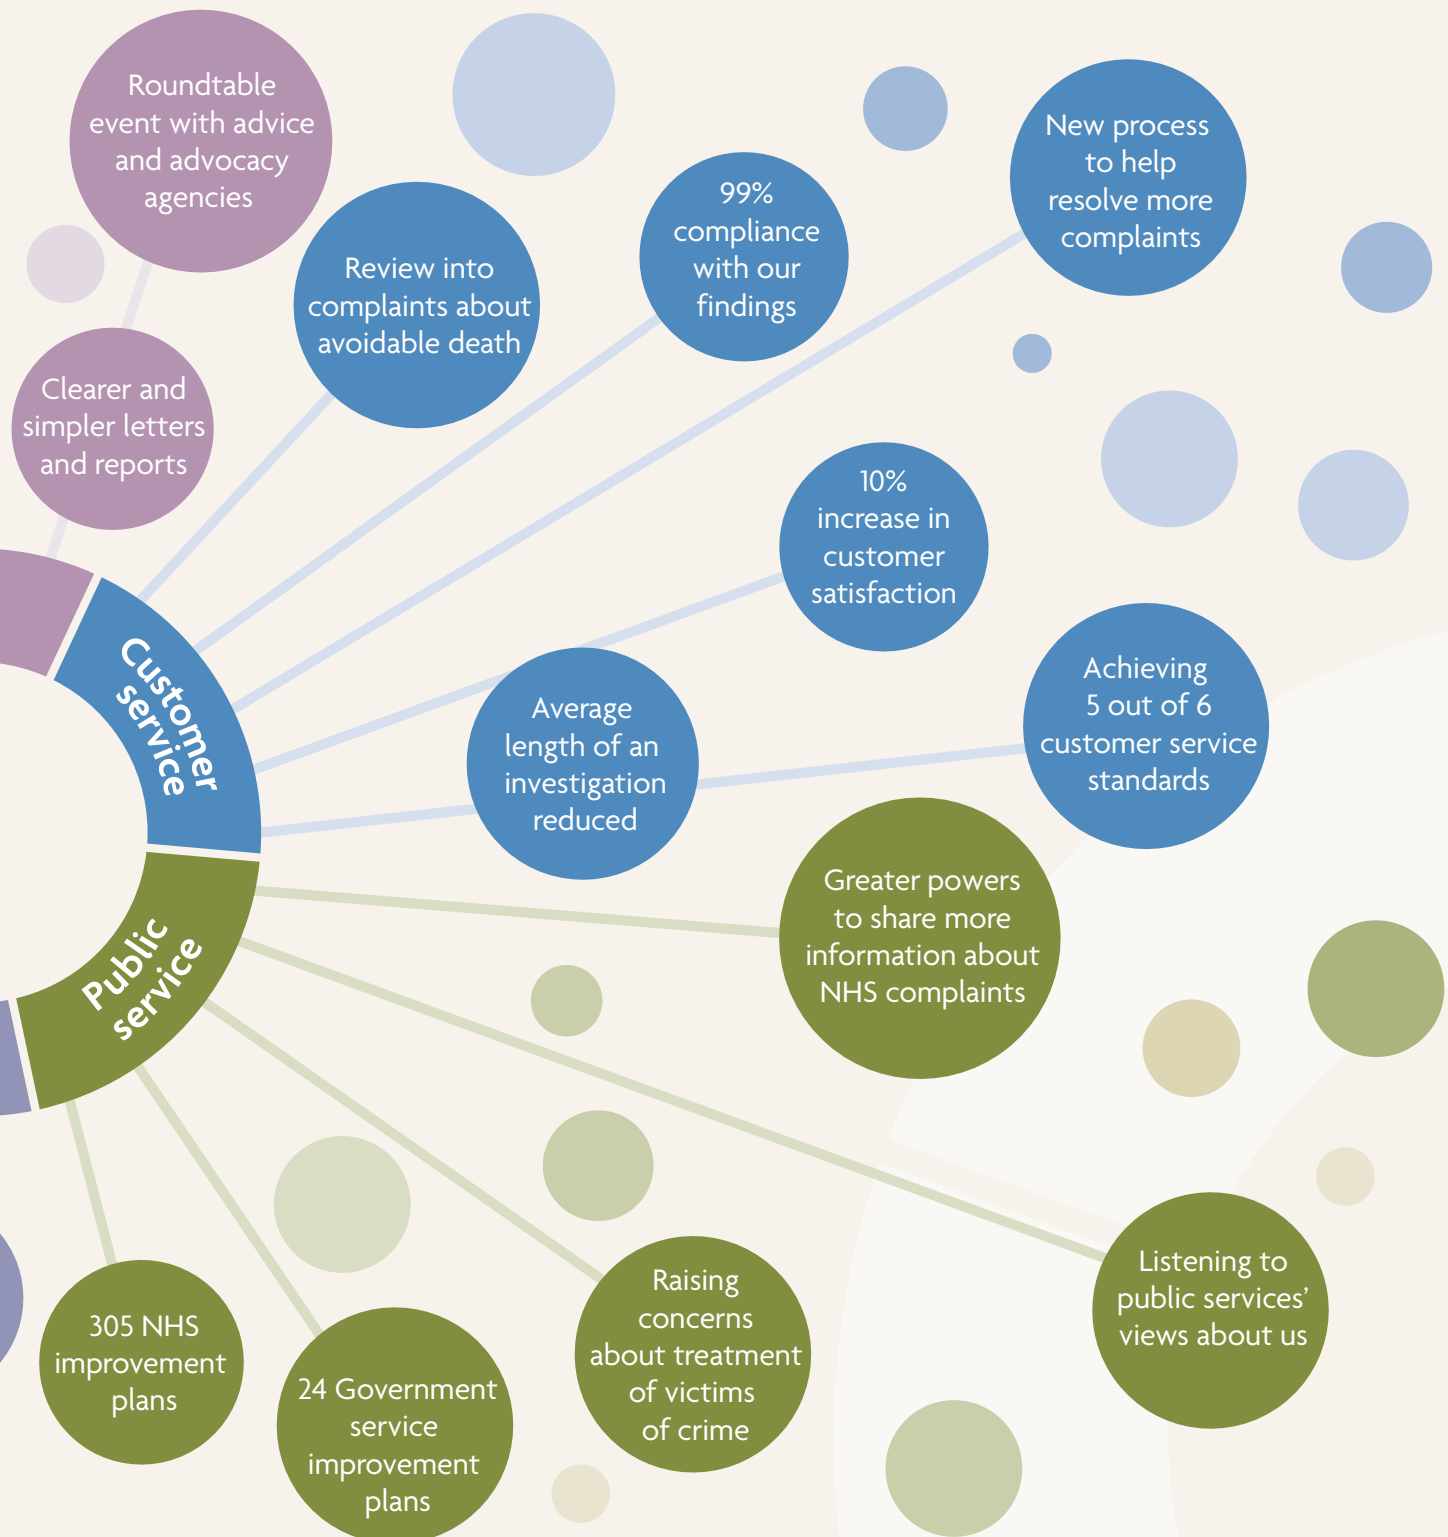 Roundtable
event with advice
and advocacy
agencies
Clearer and
simpler letters
and reports
Review into
complaints about
avoidable death
99%
compliance
with our
findings
New process
to help
resolve more
complaints
10%
increase in
customer
satisfaction
Customer
service
Average
length of an
investigation
reduced
Achieving
5 out of 6
customer service
standards
Public
service
Greater powers
to share more
information about
NHS complaints
Listening to
public services’
views about us
Raising
concerns
about treatment
of victims
of crime
24 Government
service
improvement
plans
305 NHS
improvement
plans